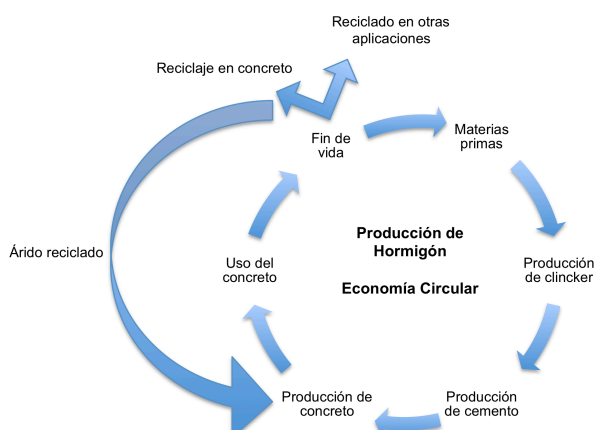 Reciclado en otras
aplicaciones
Reciclaje en concreto
Fin de
vida
Materias
primas
Producción de
Hormigón
Economía Circular
Árido reciclado
Uso del
concreto
Producción
de clincker
Producción de
concreto
Producción
de cemento